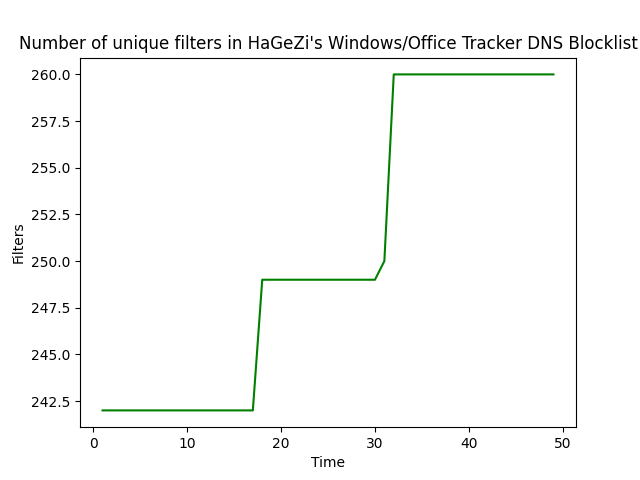 Number of unique filters in HaGeZi's Windows/Office Tracker DNS Blocklist
260.0
257.5
255.0
252.5
250.0
247.5
245.0
242.5
Filters
0 10 20 30 40 50
Time